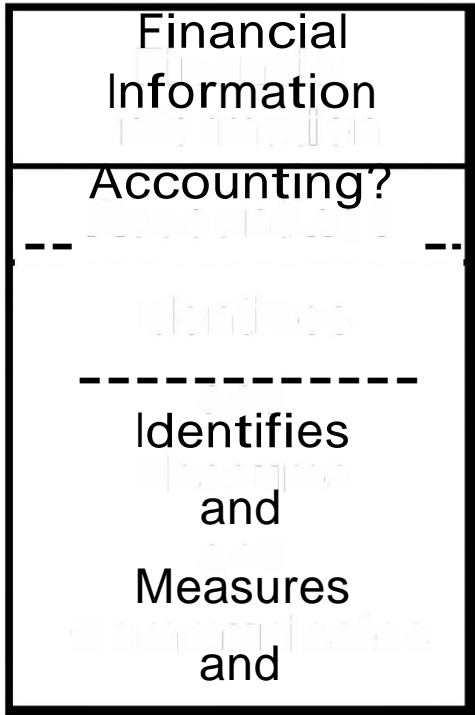 Financial
Information
Accounting?
Identifies
and
Measures
and